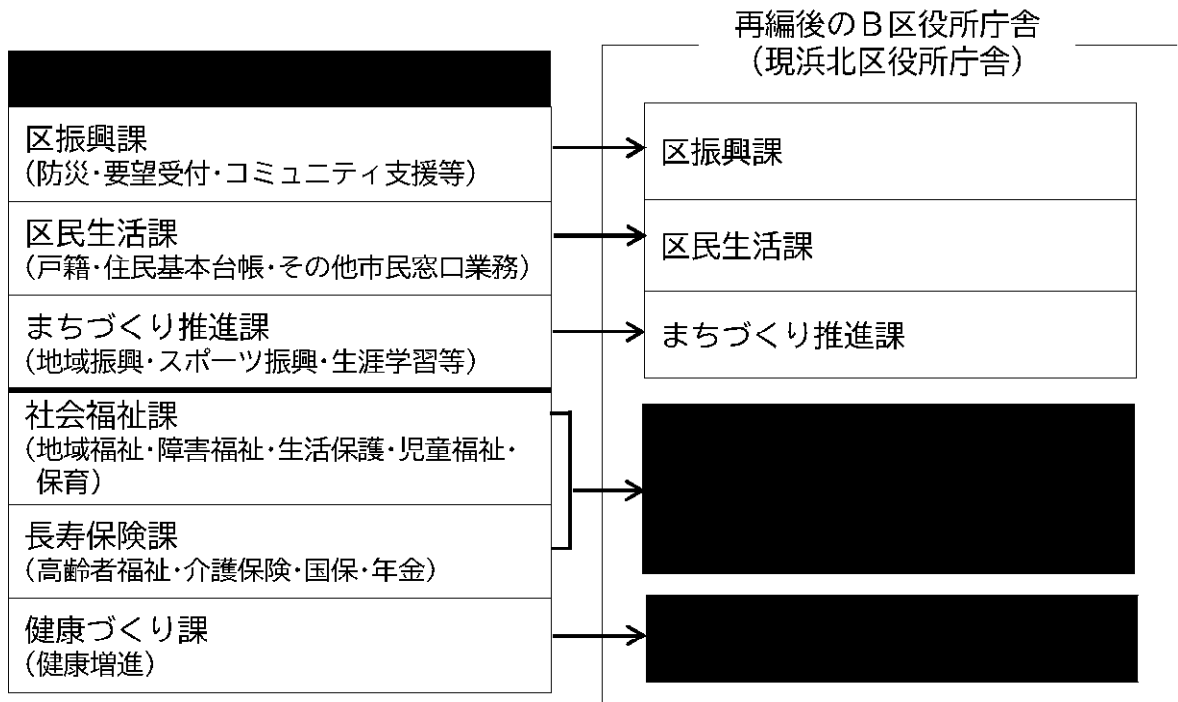 再編後のB区役所庁舎
（現浜北区役所庁舎）
区振興課
（防災・要望受付・コミュニティ支援等）
区民生活課
（戸籍・住民基本台帳・その他市民窓口業務）
まちづくり推進課
（地域振興・スポーツ振興・生涯学習等）
社会福祉課
（地域福祉・障害福祉・生活保護・児童福祉・
保育）
長寿保険課
（高齢者福祉・介護保険・国保・年金）
健康づくり課
（健康増進）
区振興課
区民生活課
まちづくり推進課